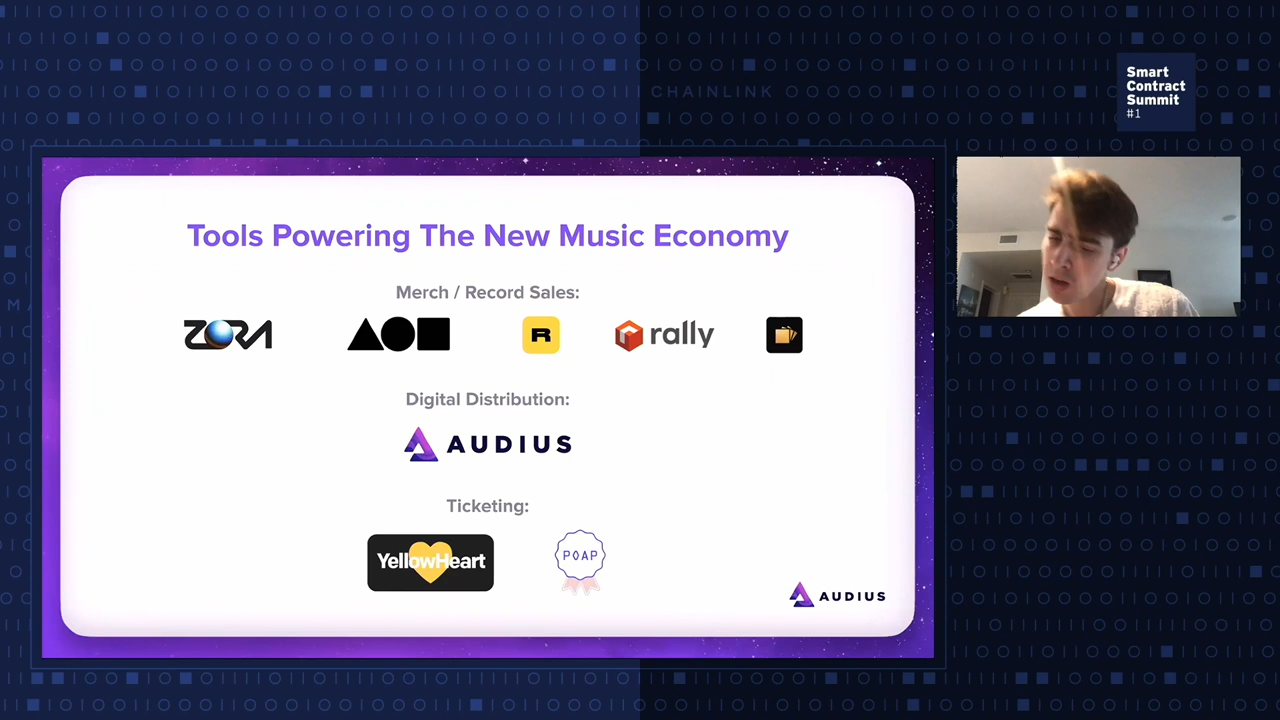 CHAINLINK
Smart
Contract
Summit
#1
Tools Powering The New Music Economy
Merch / Record Sales:
ZORA
R
rally
Digital Distribution:
AUDIUS
Ticketing:
YellowHeart
POAP
AUDIUS